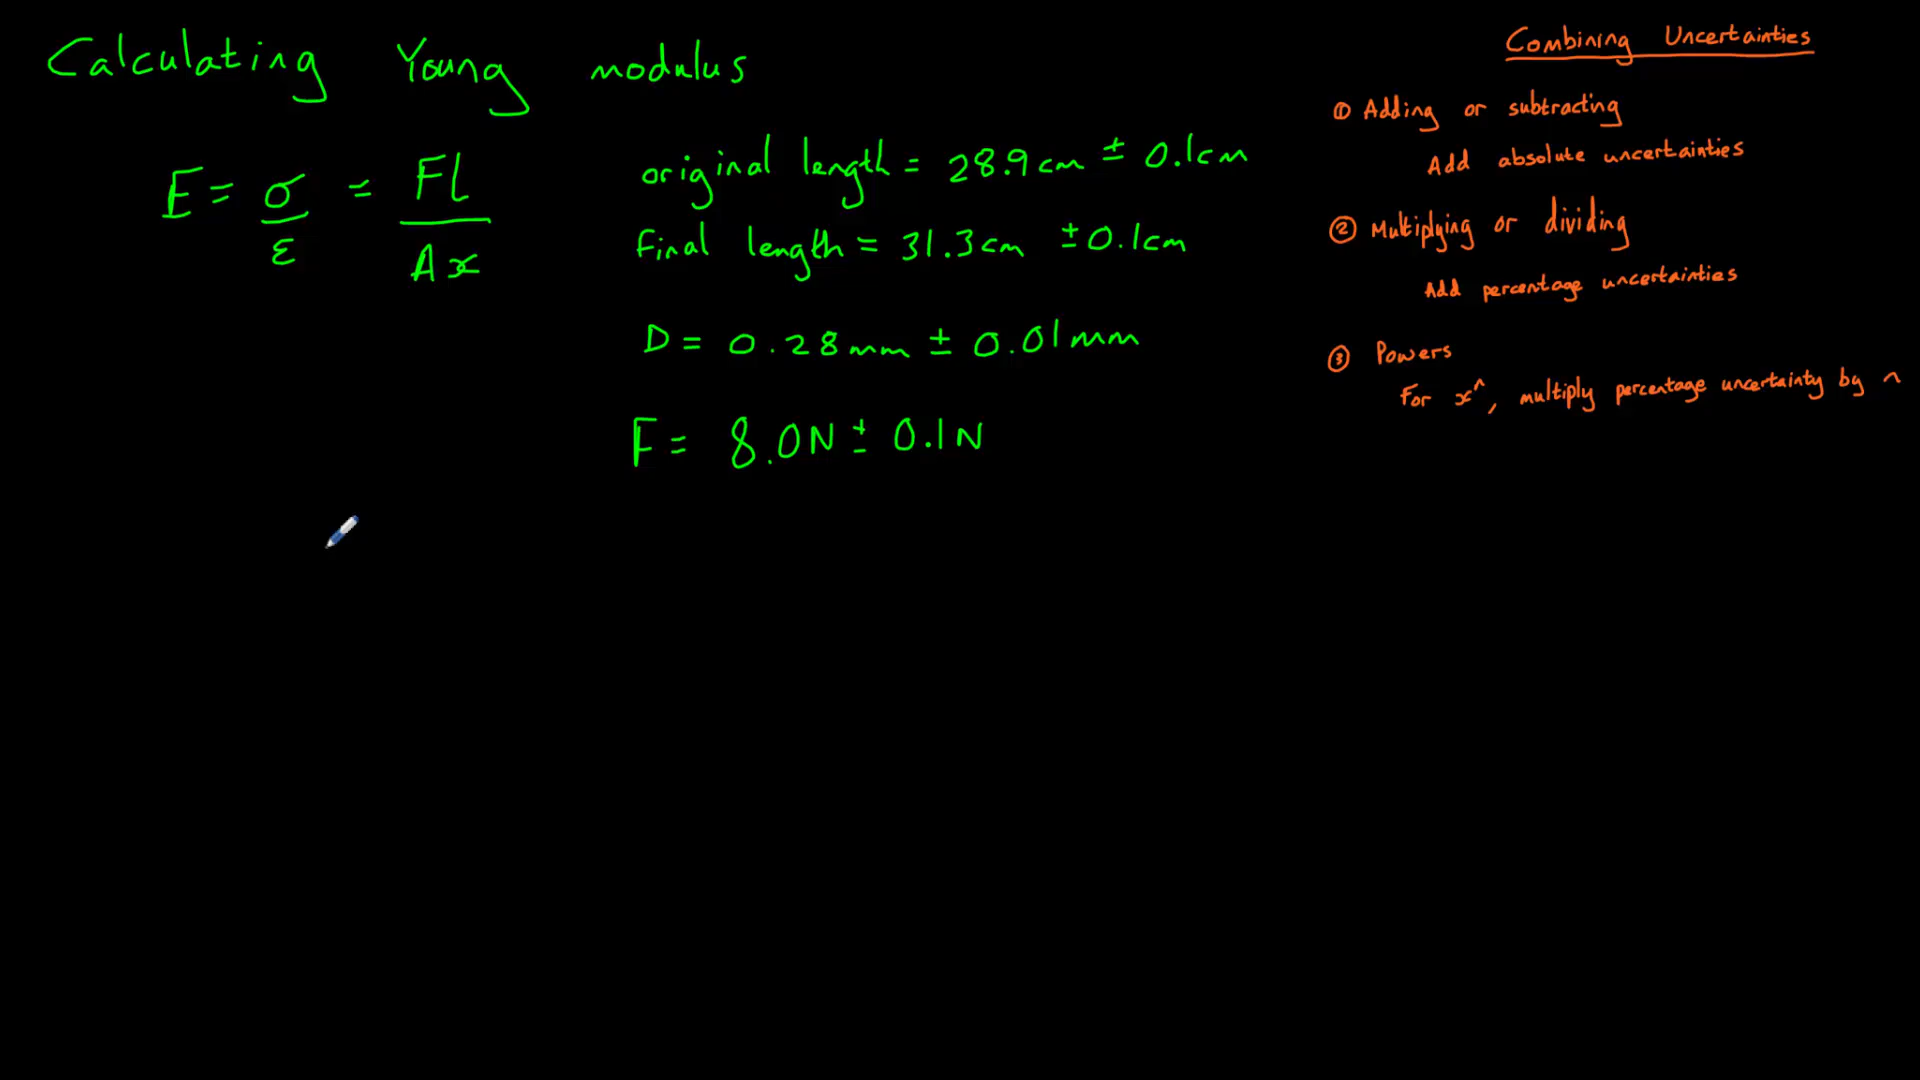 Calculating Young modulus
E = σ/ε = Fl/Ax
original length = 28.9cm ± 0.1cm
Final length = 31.3cm ±0.1cm
D = 0.28mm ± 0.01mm
F = 8.0N ± 0.1N
Combining Uncertainties
① Adding or subtracting
Add absolute uncertainties
② Multiplying or dividing
Add percentage uncertainties
③ Powers
For xⁿ, multiply percentage uncertainty by n